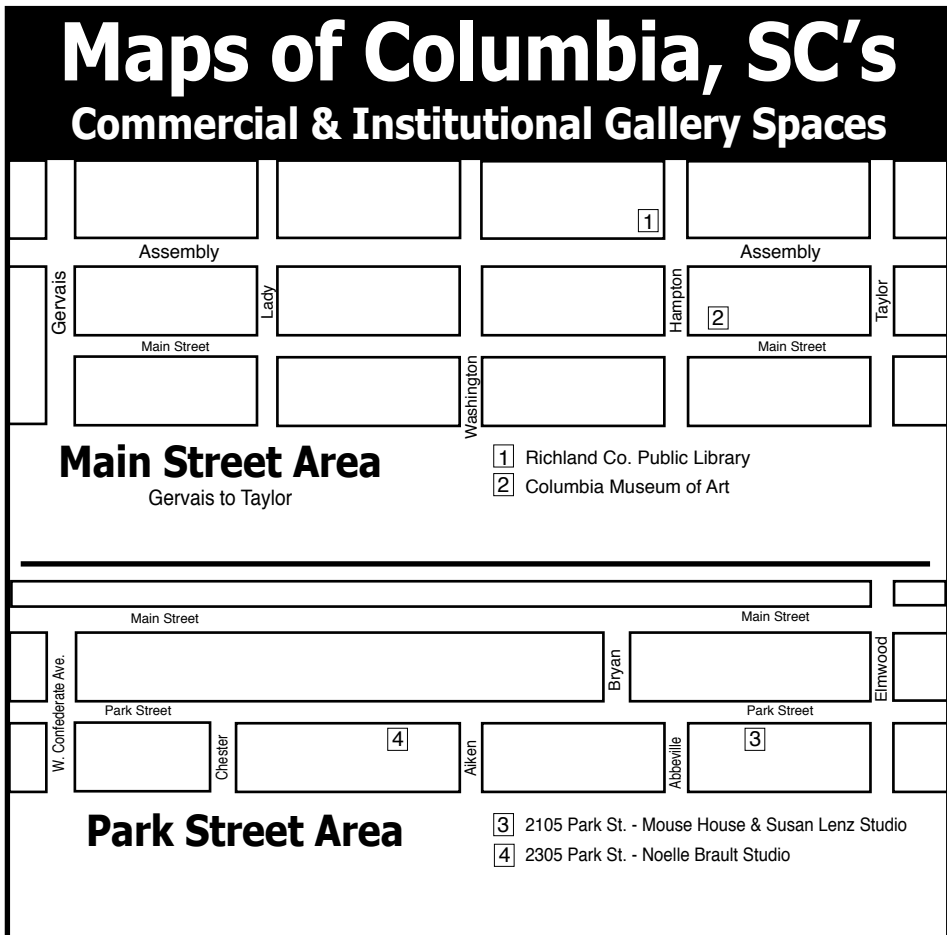 Maps of Columbia, SC's
Commercial & Institutional Gallery Spaces
1
Assembly
Assembly
Gervais
Lady
Hampton
Taylor
2
Main Street
Main Street
Washington
Main Street Area
Gervais to Taylor
1 Richland Co. Public Library
2 Columbia Museum of Art
Main Street
Main Street
W. Confederate Ave.
Bryan
Elmwood
Park Street
Park Street
Chester
4
Aiken
Abbeville
3
Park Street Area
3 2105 Park St. - Mouse House & Susan Lenz Studio
4 2305 Park St. - Noelle Brault Studio